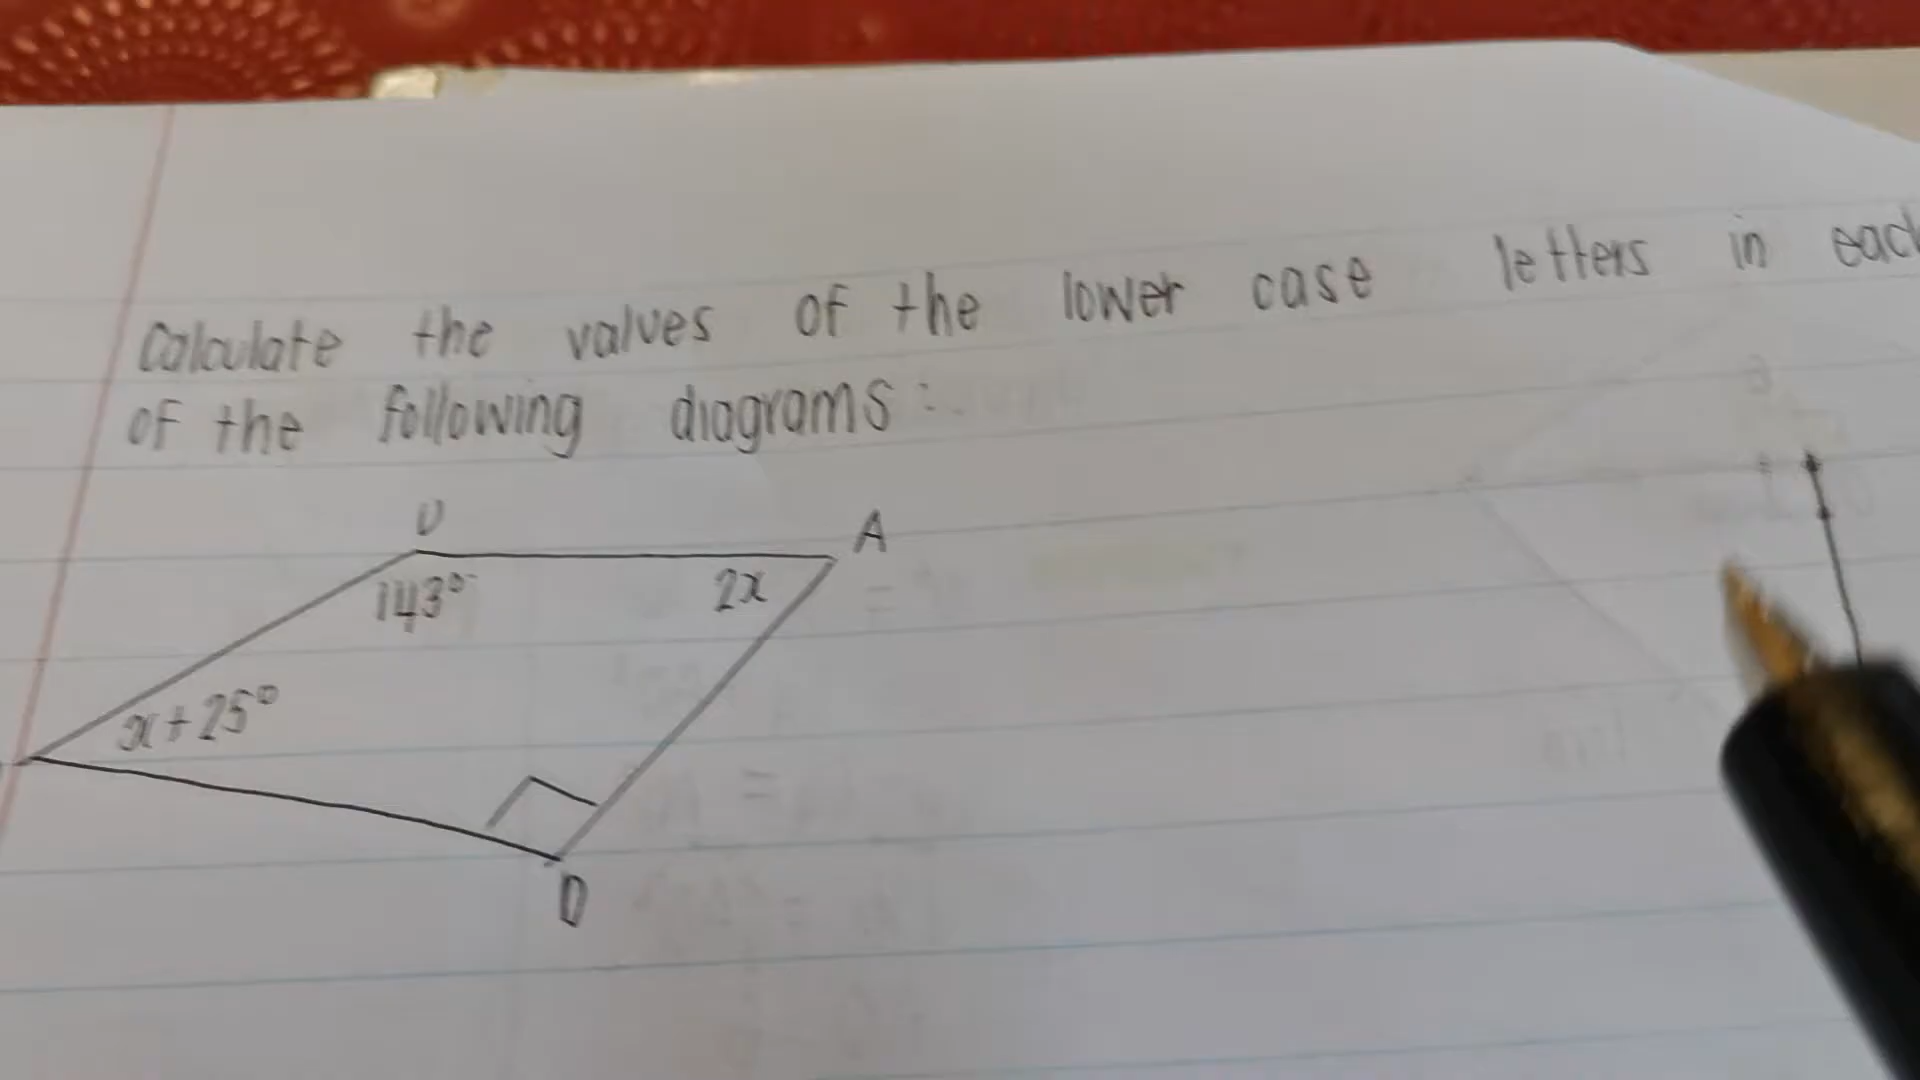 Calculate the values of the lower case letters in each
of the following diagrams:
U
A
143°
2x
x+25°
D